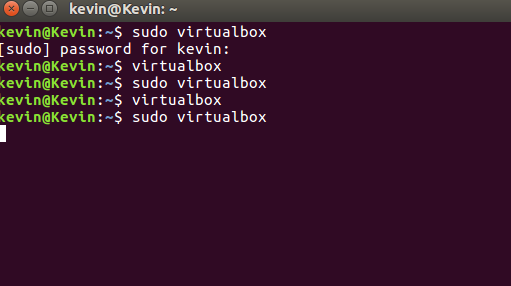 kevin@Kevin: ~
kevin@Kevin:~$ sudo virtualbox
[sudo] password for kevin:
kevin@Kevin:~$ virtualbox
kevin@Kevin:~$ sudo virtualbox
kevin@Kevin:~$ virtualbox
kevin@Kevin:~$ sudo virtualbox